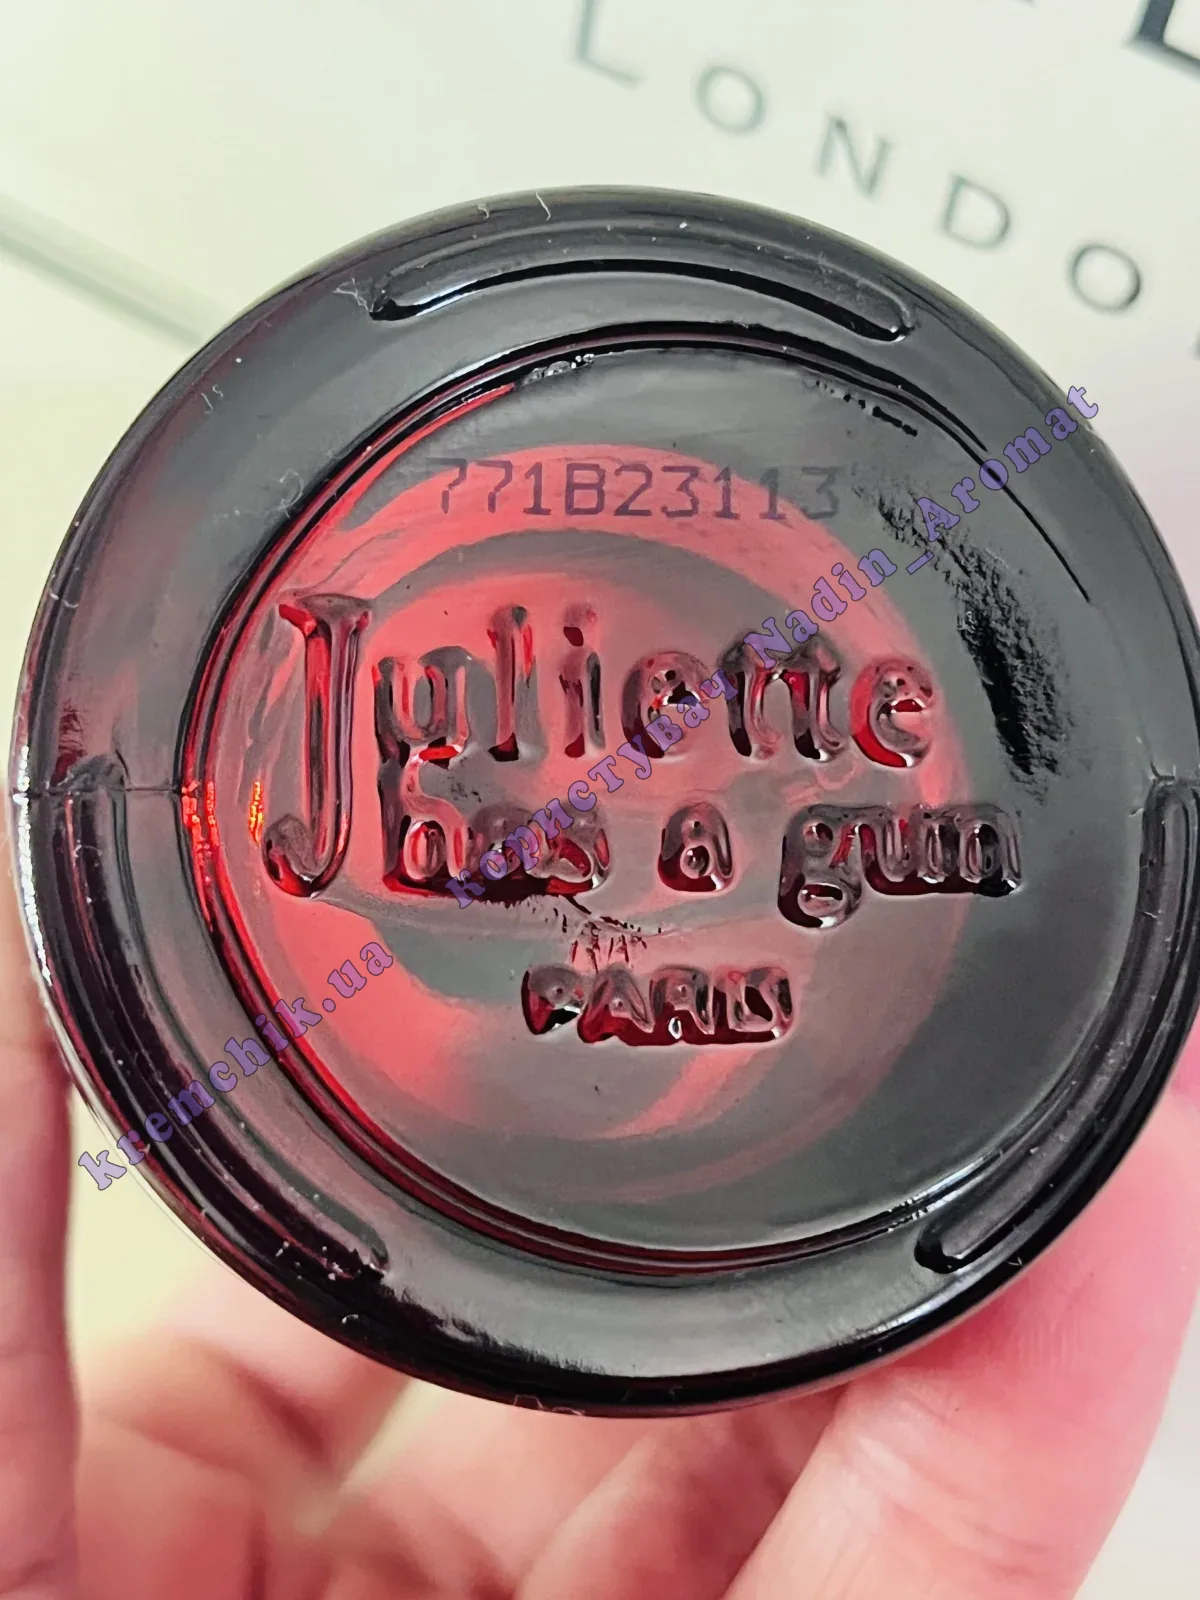 LONDO
771B23113
Juliette
has a gun
PARIS
користувач Nadin_Aromat
kremchik.ua